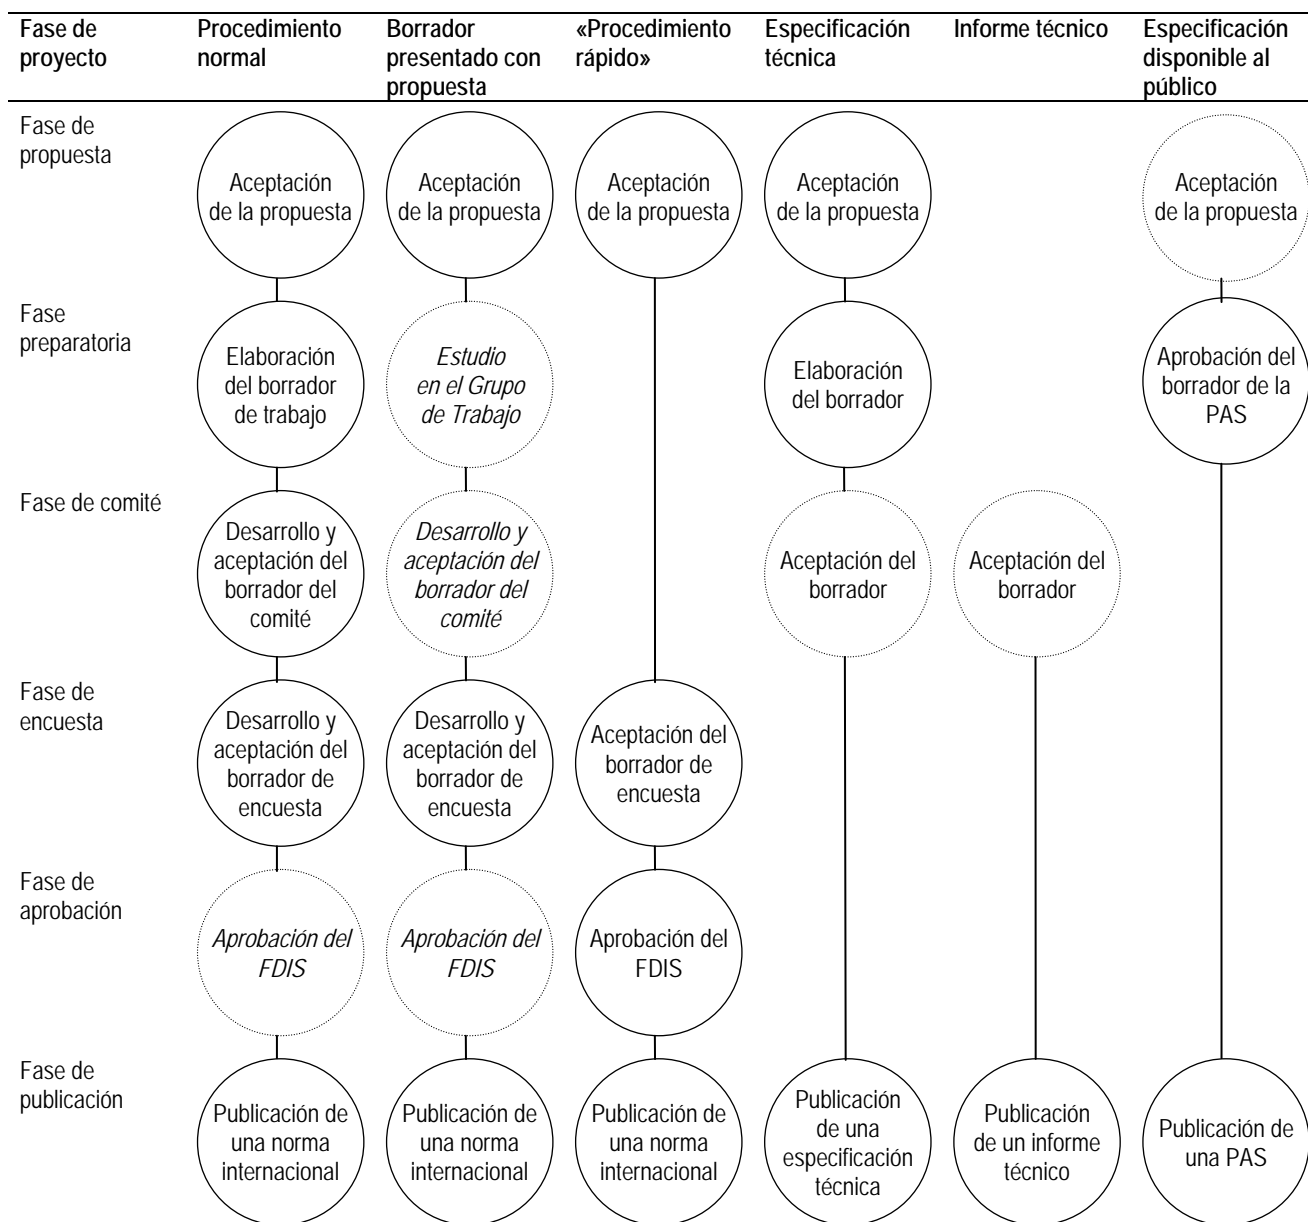 Fase de
proyecto
Procedimiento
normal
Borrador
presentado con
propuesta
«Procedimiento
rápido»
Especificación
técnica
Informe técnico
Especificación
disponible al
público
Fase de
propuesta
Aceptación
de la propuesta
Aceptación
de la propuesta
Aceptación
de la propuesta
Aceptación
de la propuesta
Aceptación
de la propuesta
Fase
preparatoria
Elaboración
del borrador
de trabajo
Estudio
en el Grupo
de Trabajo
Elaboración
del borrador
Aprobación del
borrador de la
PAS
Fase de comité
Desarrollo y
aceptación del
borrador del
comité
Desarrollo y
aceptación del
borrador del
comité
Aceptación del
borrador
Aceptación del
borrador
Fase de
encuesta
Desarrollo y
aceptación del
borrador de
encuesta
Desarrollo y
aceptación del
borrador de
encuesta
Aceptación del
borrador de
encuesta
Fase de
aprobación
Aprobación del
FDIS
Aprobación del
FDIS
Aprobación del
FDIS
Fase de
publicación
Publicación de
una norma
internacional
Publicación de
una norma
internacional
Publicación de
una norma
internacional
Publicación
de una
especificación
técnica
Publicación
de un informe
técnico
Publicación de
una PAS